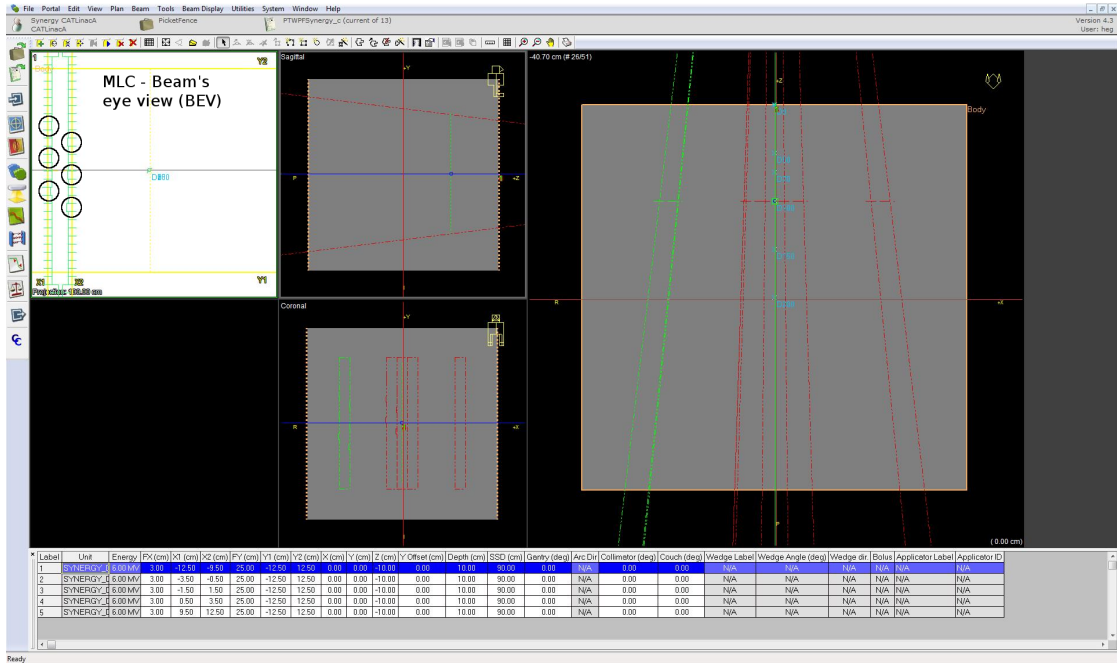 File Portal Edit View Plan Beam Tools Beam Display Utilities System Window Help
Synergy CATLinacA PicketFence PTWPFSynergy_c (current of 13) Version 4.3
CATLinacA User: heg
1 Y2
MLC - Beam's
eye view (BEV)
X1 X2 Y1
Sagittal
+Y
P +Z
Coronal
+Y
R +X
-40.70 cm (# 26/51)
+Z
Body
R +X
P
( 0.00 cm)
Label Unit Energy FX (cm) X1 (cm) X2 (cm) FY (cm) Y1 (cm) Y2 (cm) X (cm) Y (cm) Z (cm) Y Offset (cm) Depth (cm) SSD (cm) Gantry (deg) Arc Dir Collimator (deg) Couch (deg) Wedge Label Wedge Angle (deg) Wedge dir. Bolus Applicator Label Applicator ID
1 6.00 MV 3.00 -12.50 -9.50 25.00 -12.50 12.50 0.00 0.00 -10.00 0.00 10.00 90.00 0.00 N/A 0.00 0.00 N/A N/A N/A N/A N/A N/A
2 6.00 MV 3.00 -3.50 -0.50 25.00 -12.50 12.50 0.00 0.00 -10.00 0.00 10.00 90.00 0.00 N/A 0.00 0.00 N/A N/A N/A N/A N/A N/A
3 6.00 MV 3.00 -1.50 1.50 25.00 -12.50 12.50 0.00 0.00 -10.00 0.00 10.00 90.00 0.00 N/A 0.00 0.00 N/A N/A N/A N/A N/A N/A
4 6.00 MV 3.00 0.50 3.50 25.00 -12.50 12.50 0.00 0.00 -10.00 0.00 10.00 90.00 0.00 N/A 0.00 0.00 N/A N/A N/A N/A N/A N/A
5 6.00 MV 3.00 9.50 12.50 25.00 -12.50 12.50 0.00 0.00 -10.00 0.00 10.00 90.00 0.00 N/A 0.00 0.00 N/A N/A N/A N/A N/A N/A
Ready